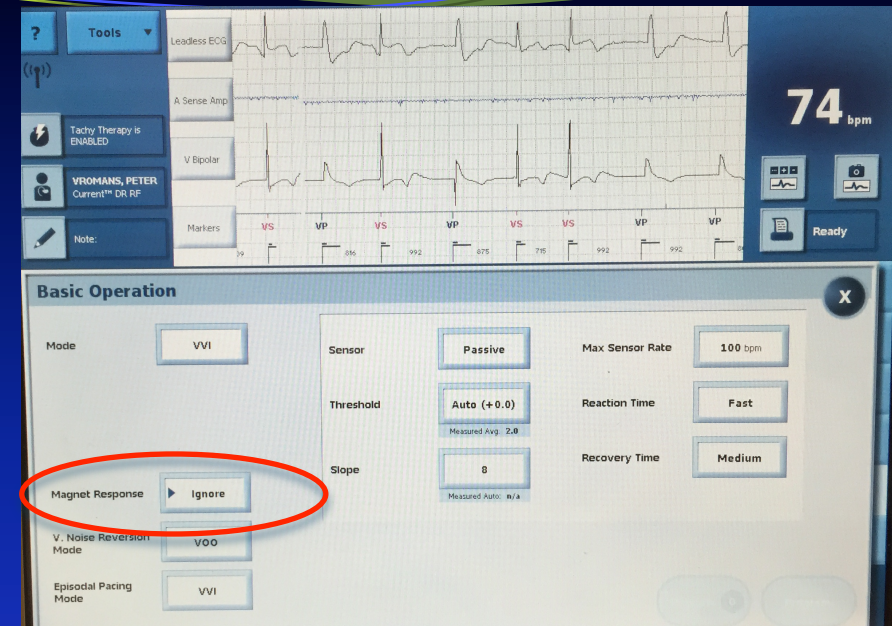 ?
Tools
Leadless ECG
A Sense Amp
74 bpm
Tachy Therapy is
ENABLED
V Bipolar
VROMANS, PETER
Current™ DR RF
Markers
VS VP VS VP VS VS VP VP
Note:
Ready
816 992 875 715 992 992
Basic Operation
X
Mode
VVI
Sensor
Passive
Max Sensor Rate
100 bpm
Threshold
Auto (+0.0)
Measured Avg: 2.0
Reaction Time
Fast
Slope
8
Measured Auto: n/a
Recovery Time
Medium
Magnet Response
Ignore
V. Noise Reversion
Mode
VOO
Episodal Pacing
Mode
VVI